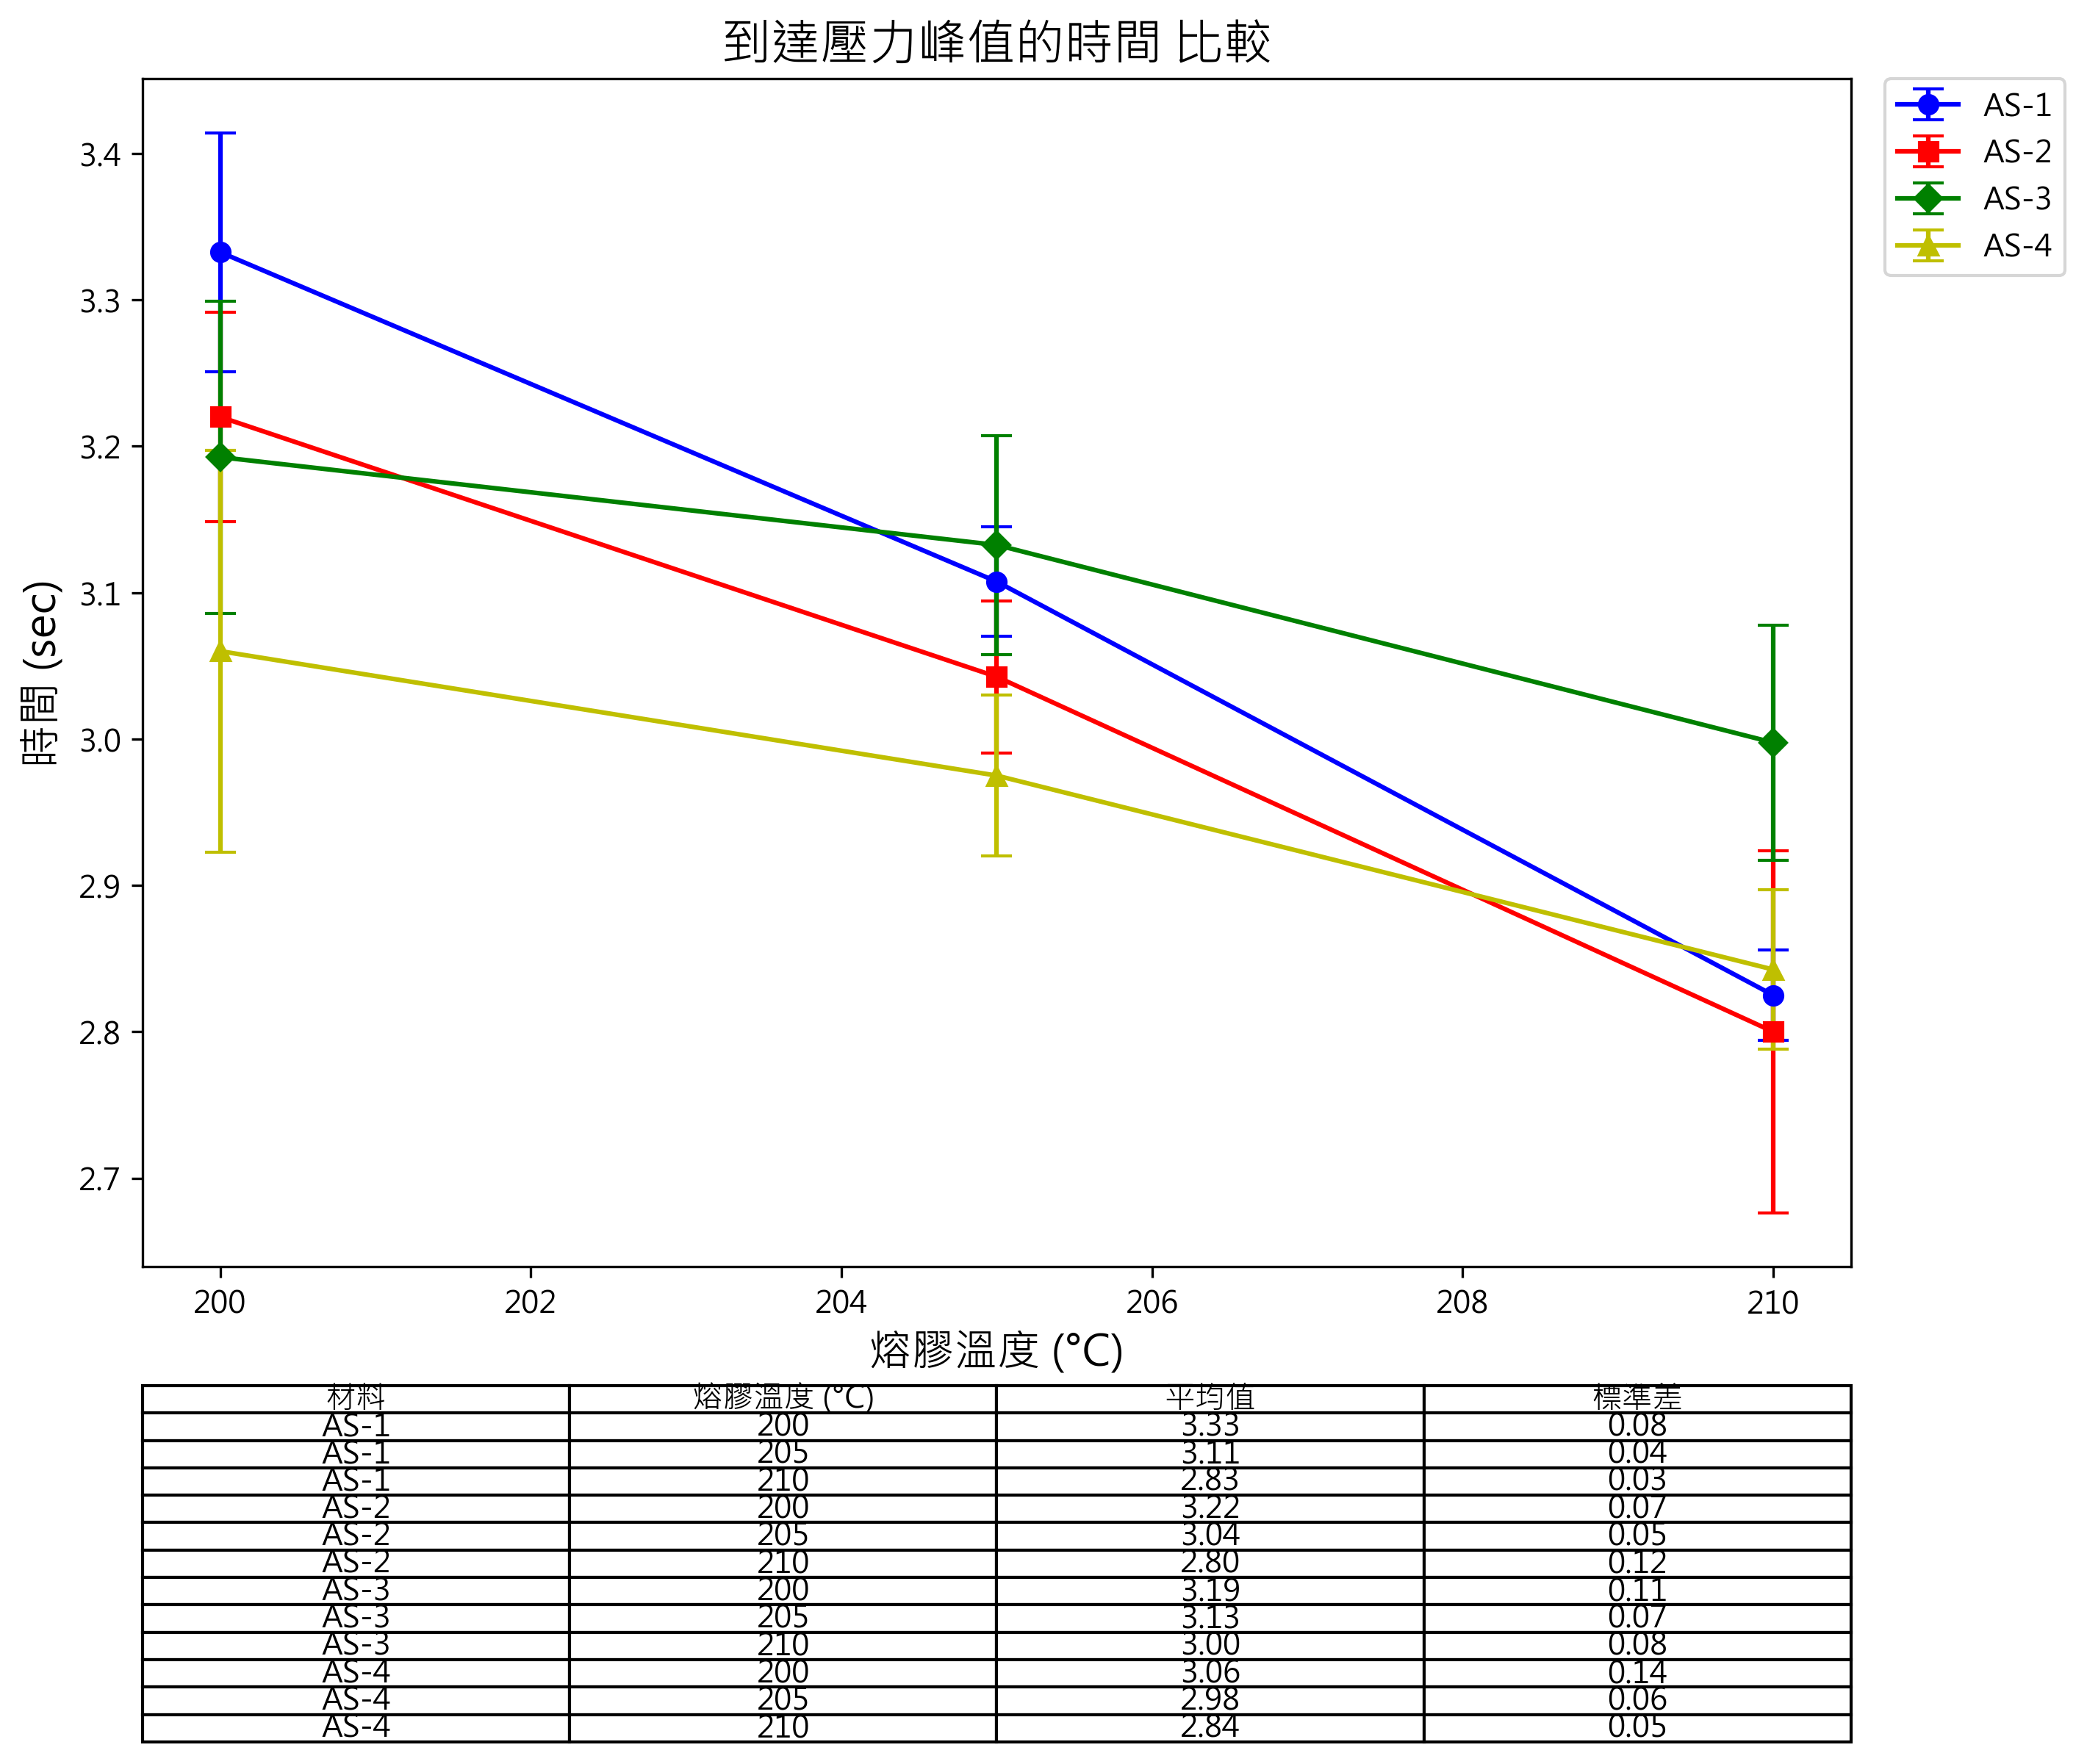 到達壓力峰值的時間 比較
AS-1
AS-2
AS-3
AS-4
3.4
3.3
3.2
3.1
3.0
2.9
2.8
2.7
時間 (sec)
200 202 204 206 208 210
熔膠溫度 (°C)
材料 熔膠溫度 (°C) 平均值 標準差
AS-1 200 3.33 0.08
AS-1 205 3.11 0.04
AS-1 210 2.83 0.03
AS-2 200 3.22 0.07
AS-2 205 3.04 0.05
AS-2 210 2.80 0.12
AS-3 200 3.19 0.11
AS-3 205 3.13 0.07
AS-3 210 3.00 0.08
AS-4 200 3.06 0.14
AS-4 205 2.98 0.06
AS-4 210 2.84 0.05